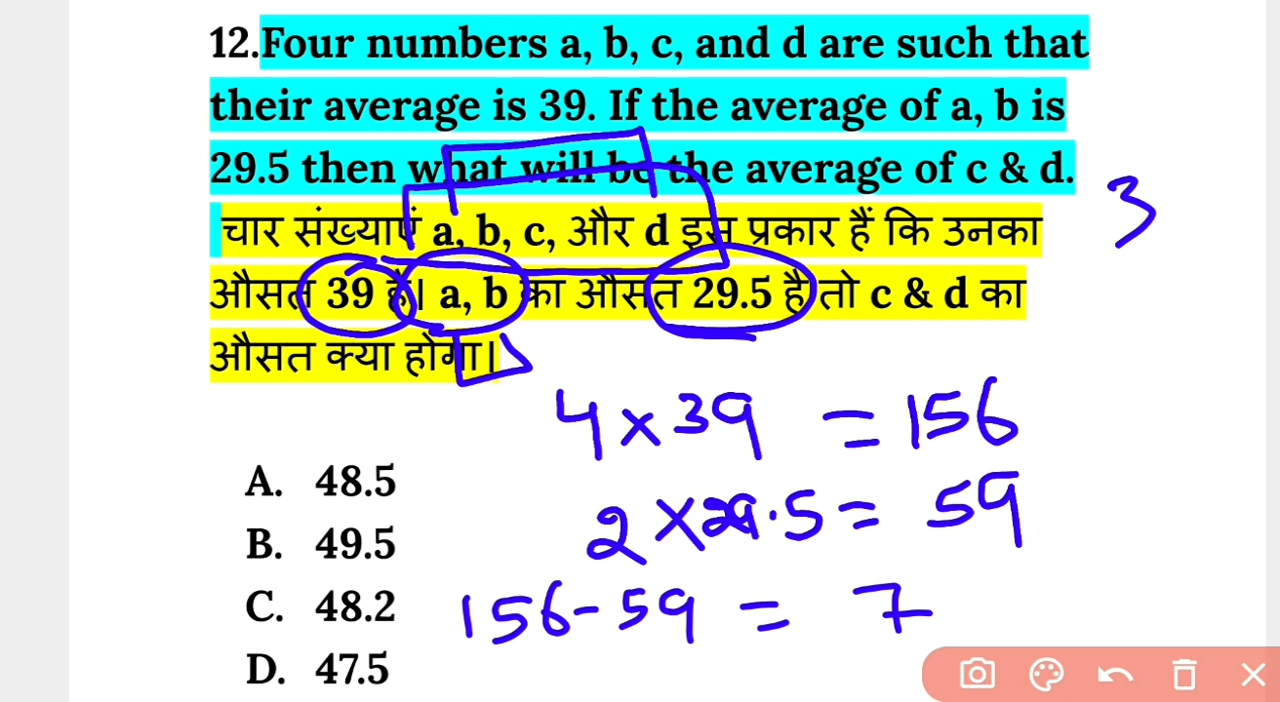 12.Four numbers a, b, c, and d are such that
their average is 39. If the average of a, b is
29.5 then what will be the average of c & d.
चार संख्याएं a, b, c, और d इस प्रकार हैं कि उनका
औसत 39 है। a, b का औसत 29.5 है तो c & d का
औसत क्या होगा।
3
4 × 39 = 156
A. 48.5
2 × 29.5 = 59
B. 49.5
C. 48.2
156 - 59 = 7
D. 47.5